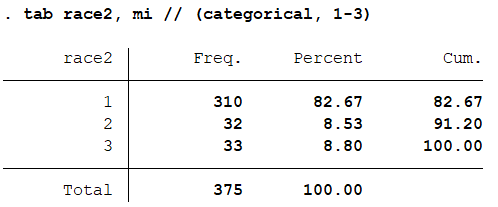 . tab race2, mi // (categorical, 1-3)
race2 Freq. Percent Cum.
1 310 82.67 82.67
2 32 8.53 91.20
3 33 8.80 100.00
Total 375 100.00